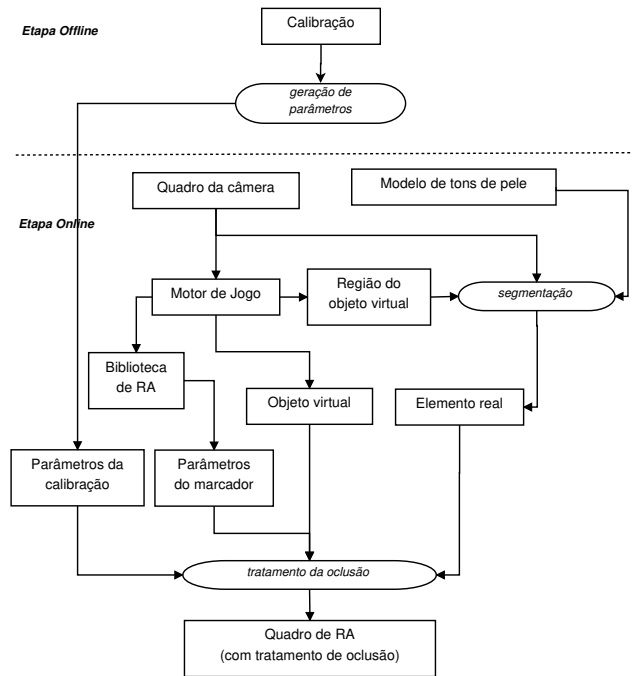 Etapa Offline
Calibração
geração de
parâmetros
Quadro da câmera
Modelo de tons de pele
Etapa Online
Motor de Jogo
Região do
objeto virtual
segmentação
Biblioteca
de RA
Objeto virtual
Elemento real
Parâmetros da
calibração
Parâmetros
do marcador
tratamento da oclusão
Quadro de RA
(com tratamento de oclusão)